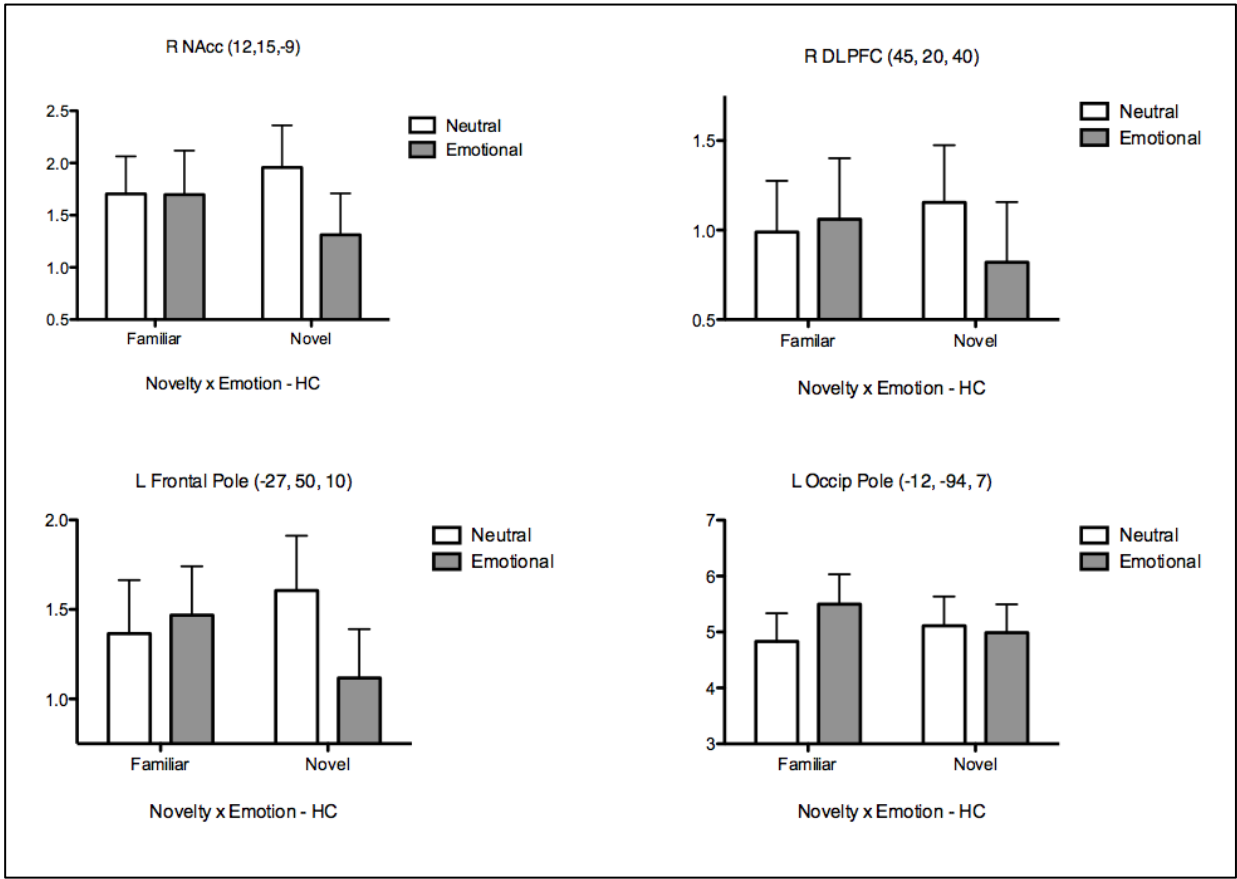 R NAcc (12,15,-9)
2.5
2.0
1.5
1.0
0.5
Familiar
Novel
Neutral
Emotional
Novelty x Emotion - HC
R DLPFC (45, 20, 40)
1.5
1.0
0.5
Familar
Novel
Neutral
Emotional
Novelty x Emotion - HC
L Frontal Pole (-27, 50, 10)
2.0
1.5
1.0
Familiar
Novel
Neutral
Emotional
Novelty x Emotion - HC
L Occip Pole (-12, -94, 7)
7
6
5
4
3
Familiar
Novel
Neutral
Emotional
Novelty x Emotion - HC